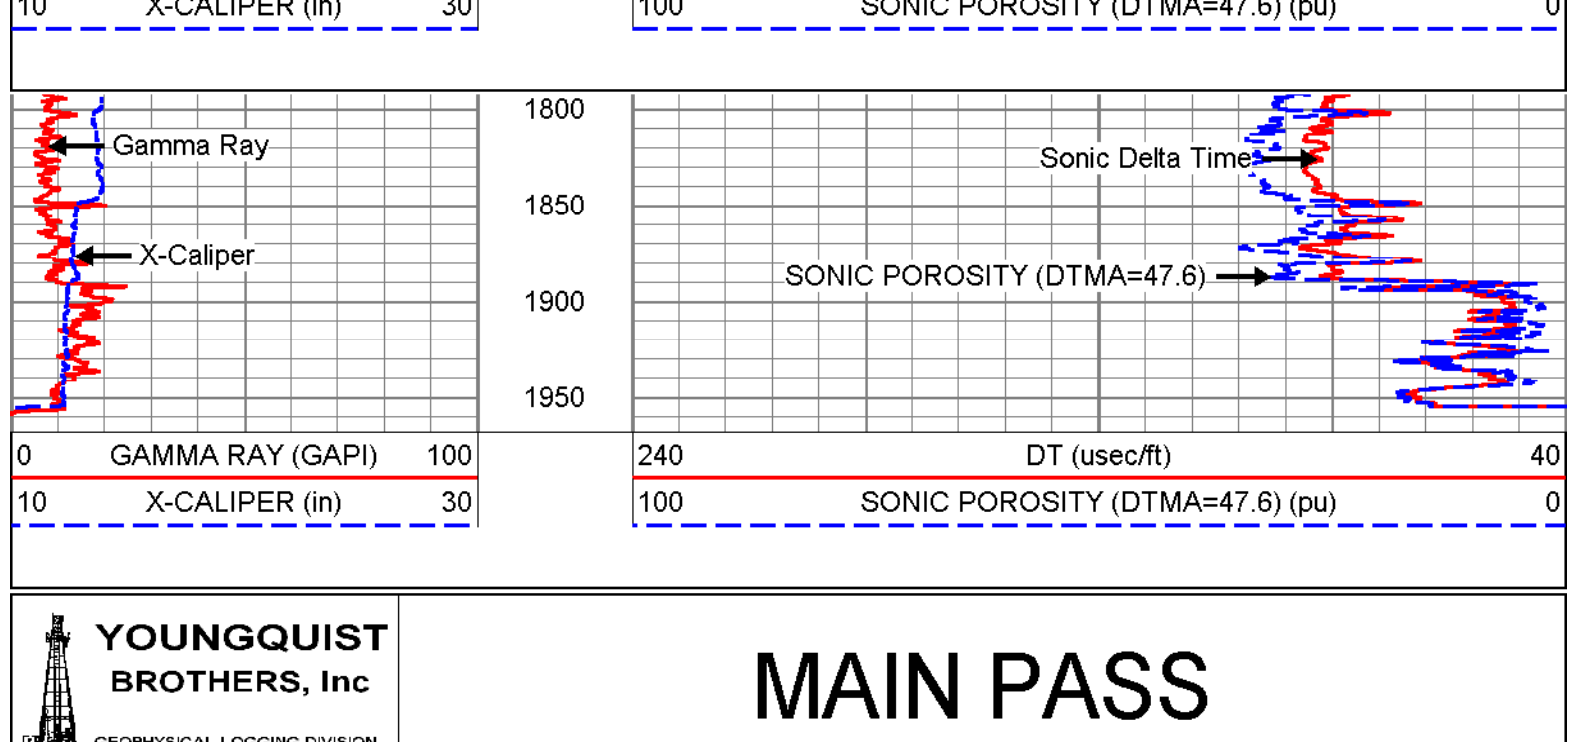 10 X-CALIPER (in) 30 100 SONIC POROSITY (DTMA=47.6) (pu) 0
1800
Gamma Ray
Sonic Delta Time
1850
X-Caliper
SONIC POROSITY (DTMA=47.6)
1900
1950
0 GAMMA RAY (GAPI) 100 240 DT (usec/ft) 40
10 X-CALIPER (in) 30 100 SONIC POROSITY (DTMA=47.6) (pu) 0
YOUNGQUIST
BROTHERS, Inc
GEOPHYSICAL LOGGING DIVISION
MAIN PASS